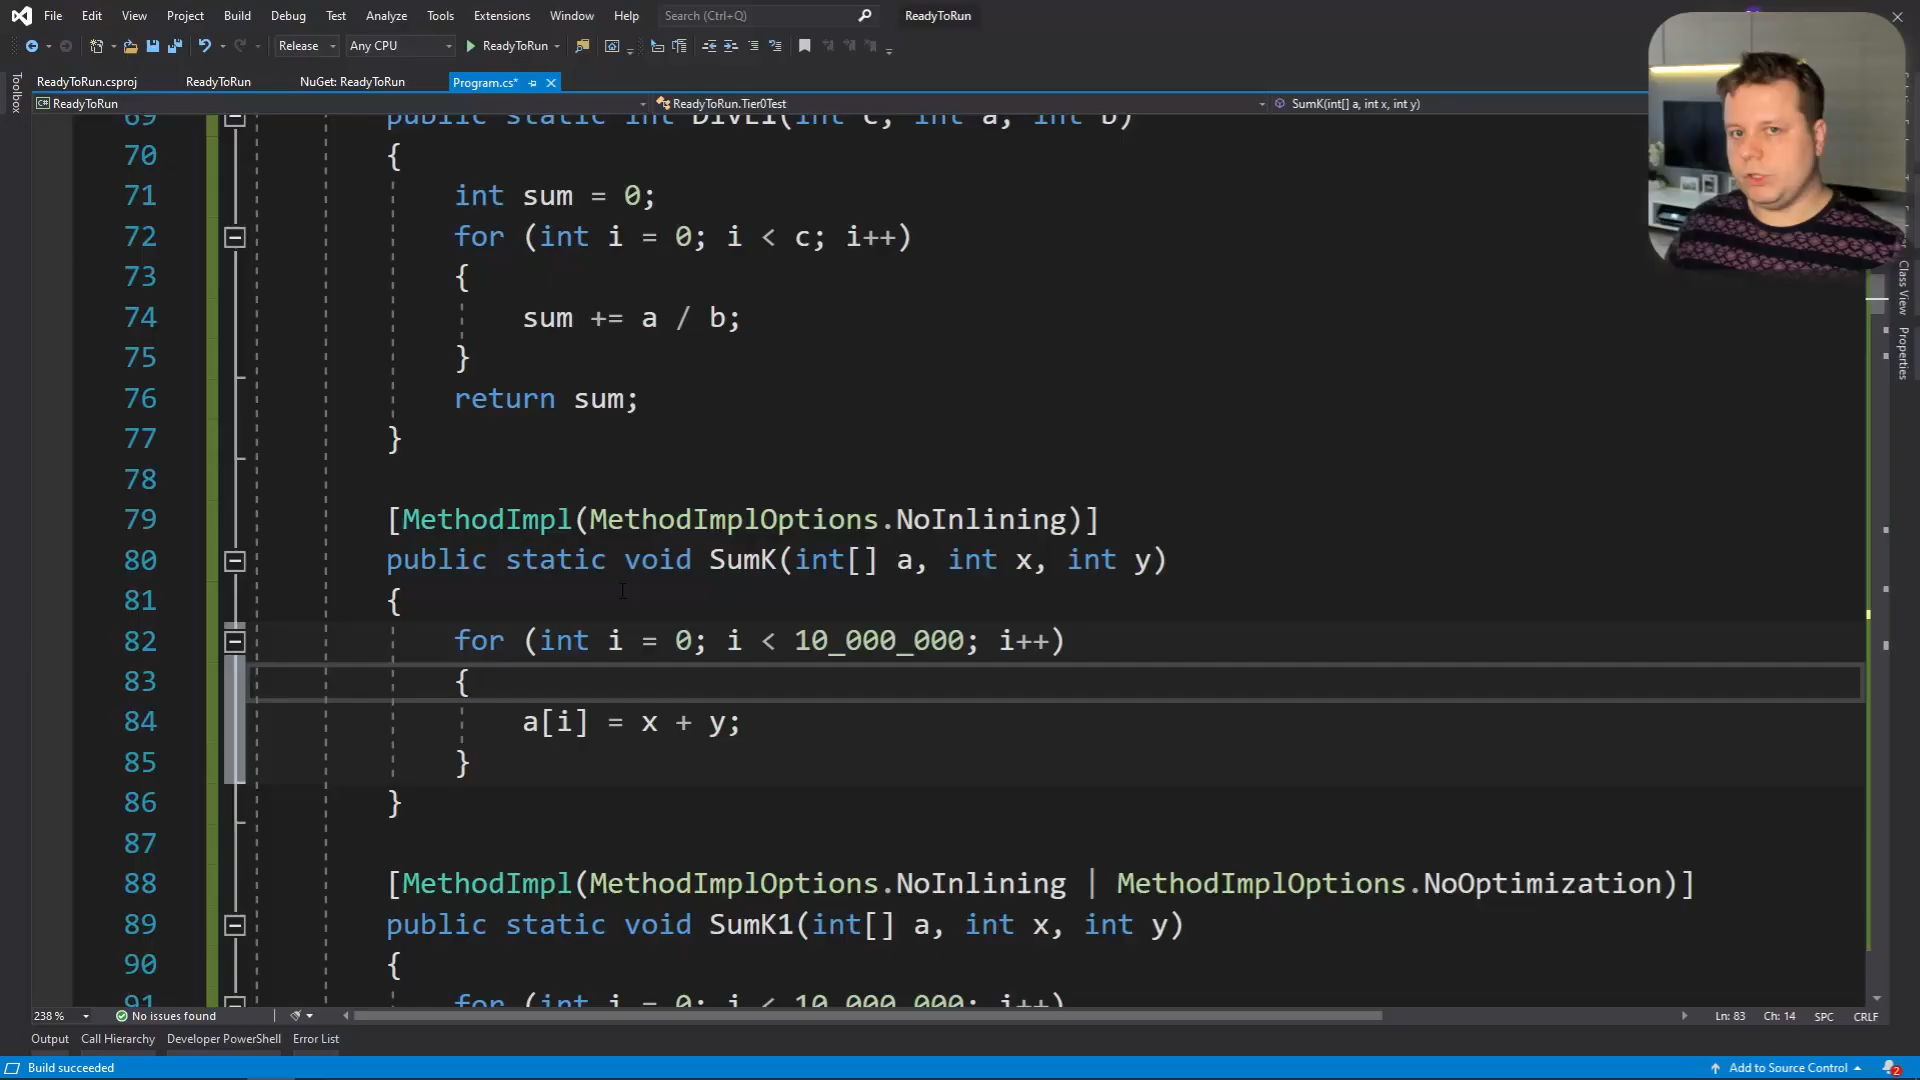 File Edit View Project Build Debug Test Analyze Tools Extensions Window Help Search (Ctrl+Q) ReadyToRun
Release Any CPU ReadyToRun
ReadyToRun.csproj ReadyToRun NuGet: ReadyToRun Program.cs*
ReadyToRun ReadyToRun.Tier0Test SumK(int[] a, int x, int y)
Toolbox
Class View
Properties
69 public static int DivLI(int c, int a, int b)
70 {
71 int sum = 0;
72 for (int i = 0; i < c; i++)
73 {
74 sum += a / b;
75 }
76 return sum;
77 }
78
79 [MethodImpl(MethodImplOptions.NoInlining)]
80 public static void SumK(int[] a, int x, int y)
81 {
82 for (int i = 0; i < 10_000_000; i++)
83 {
84 a[i] = x + y;
85 }
86 }
87
88 [MethodImpl(MethodImplOptions.NoInlining | MethodImplOptions.NoOptimization)]
89 public static void SumK1(int[] a, int x, int y)
90 {
91 for (int i = 0; i < 10_000_000; i++)
238 % No issues found Ln: 83 Ch: 14 SPC CRLF
Output Call Hierarchy Developer PowerShell Error List
Build succeeded Add to Source Control 2